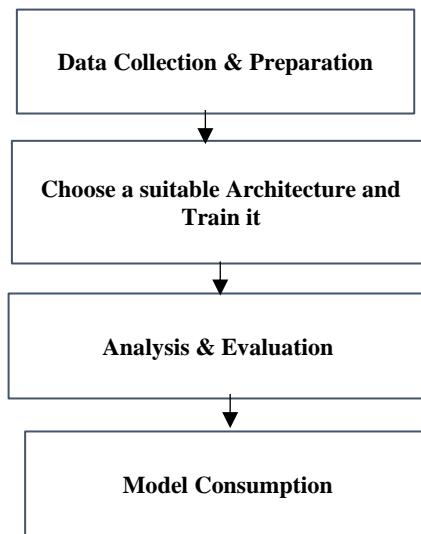 Data Collection & Preparation
Choose a suitable Architecture and
Train it
Analysis & Evaluation
Model Consumption